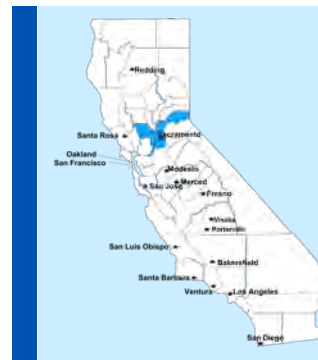 Redding
Santa Rosa
Sacramento
Oakland
San Francisco
Modesto
San Jose
Merced
Fresno
Visalia
Porterville
San Luis Obispo
Bakersfield
Santa Barbara
Ventura
Los Angeles
San Diego